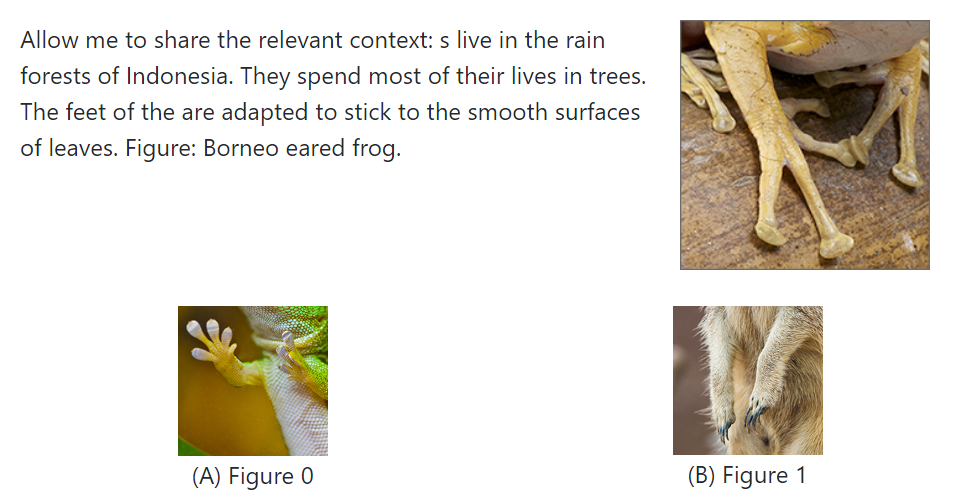 Allow me to share the relevant context: s live in the rain
forests of Indonesia. They spend most of their lives in trees.
The feet of the are adapted to stick to the smooth surfaces
of leaves. Figure: Borneo eared frog.
(A) Figure 0
(B) Figure 1